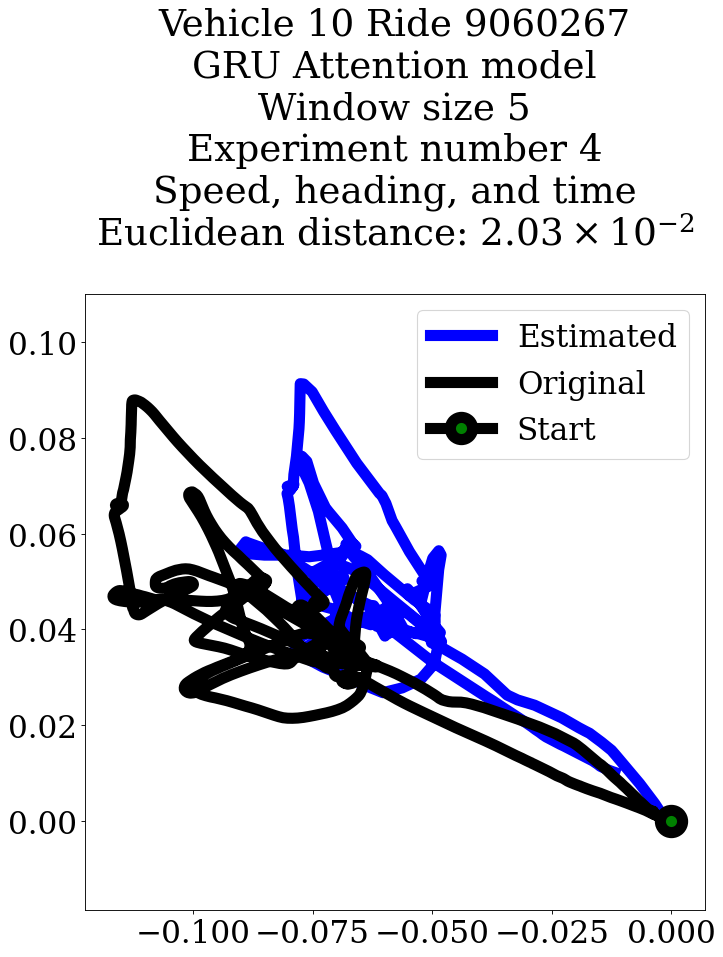 Vehicle 10 Ride 9060267
GRU Attention model
Window size 5
Experiment number 4
Speed, heading, and time
Euclidean distance: 2.03 × 10⁻²
Estimated
Original
Start
0.10
0.08
0.06
0.04
0.02
0.00
−0.100 −0.075 −0.050 −0.025 0.000